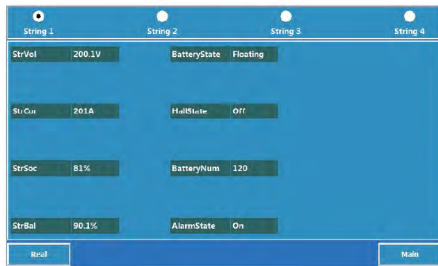 String 1 String 2 String 3 String 4
StrVol 200.1V BatteryState Floating
StrCur 201A HallState Off
StrSoc 81% BatteryNum 120
StrBal 90.1% AlarmState On
Real Main